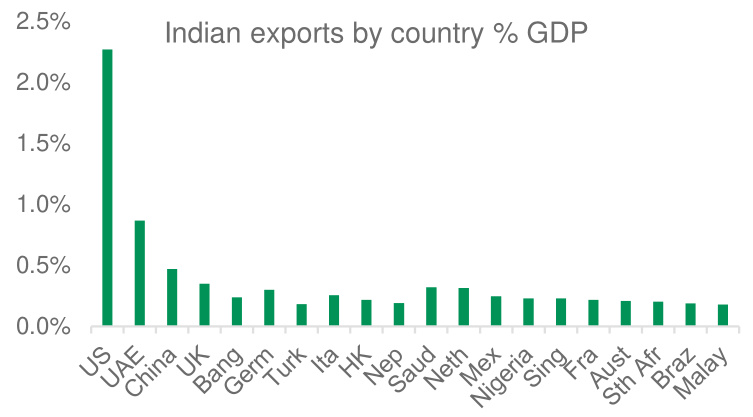 Indian exports by country % GDP
2.5%
2.0%
1.5%
1.0%
0.5%
0.0%
US
UAE
China
UK
Bang
Germ
Turk
Ita
HK
Nep
Saud
Neth
Mex
Nigeria
Sing
Fra
Aust
Sth Afr
Braz
Malay